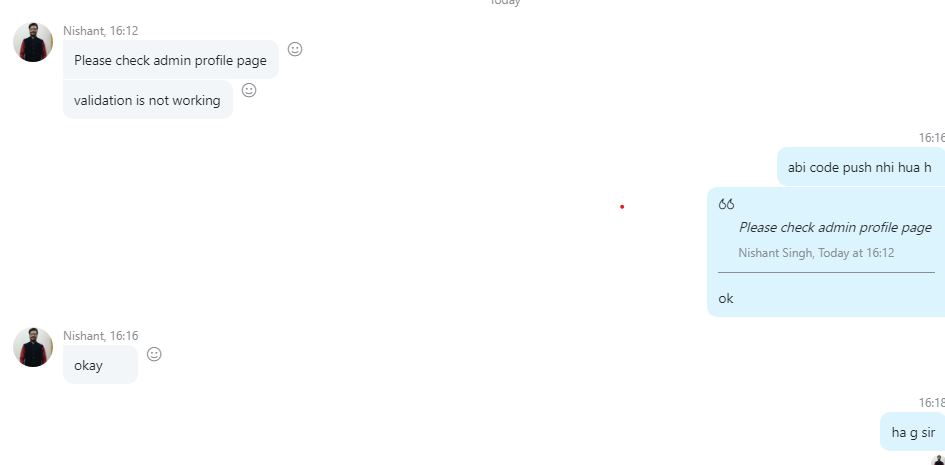 Today
Nishant, 16:12
Please check admin profile page
validation is not working
16:16
abi code push nhi hua h
Please check admin profile page
Nishant Singh, Today at 16:12
ok
Nishant, 16:16
okay
16:18
ha g sir